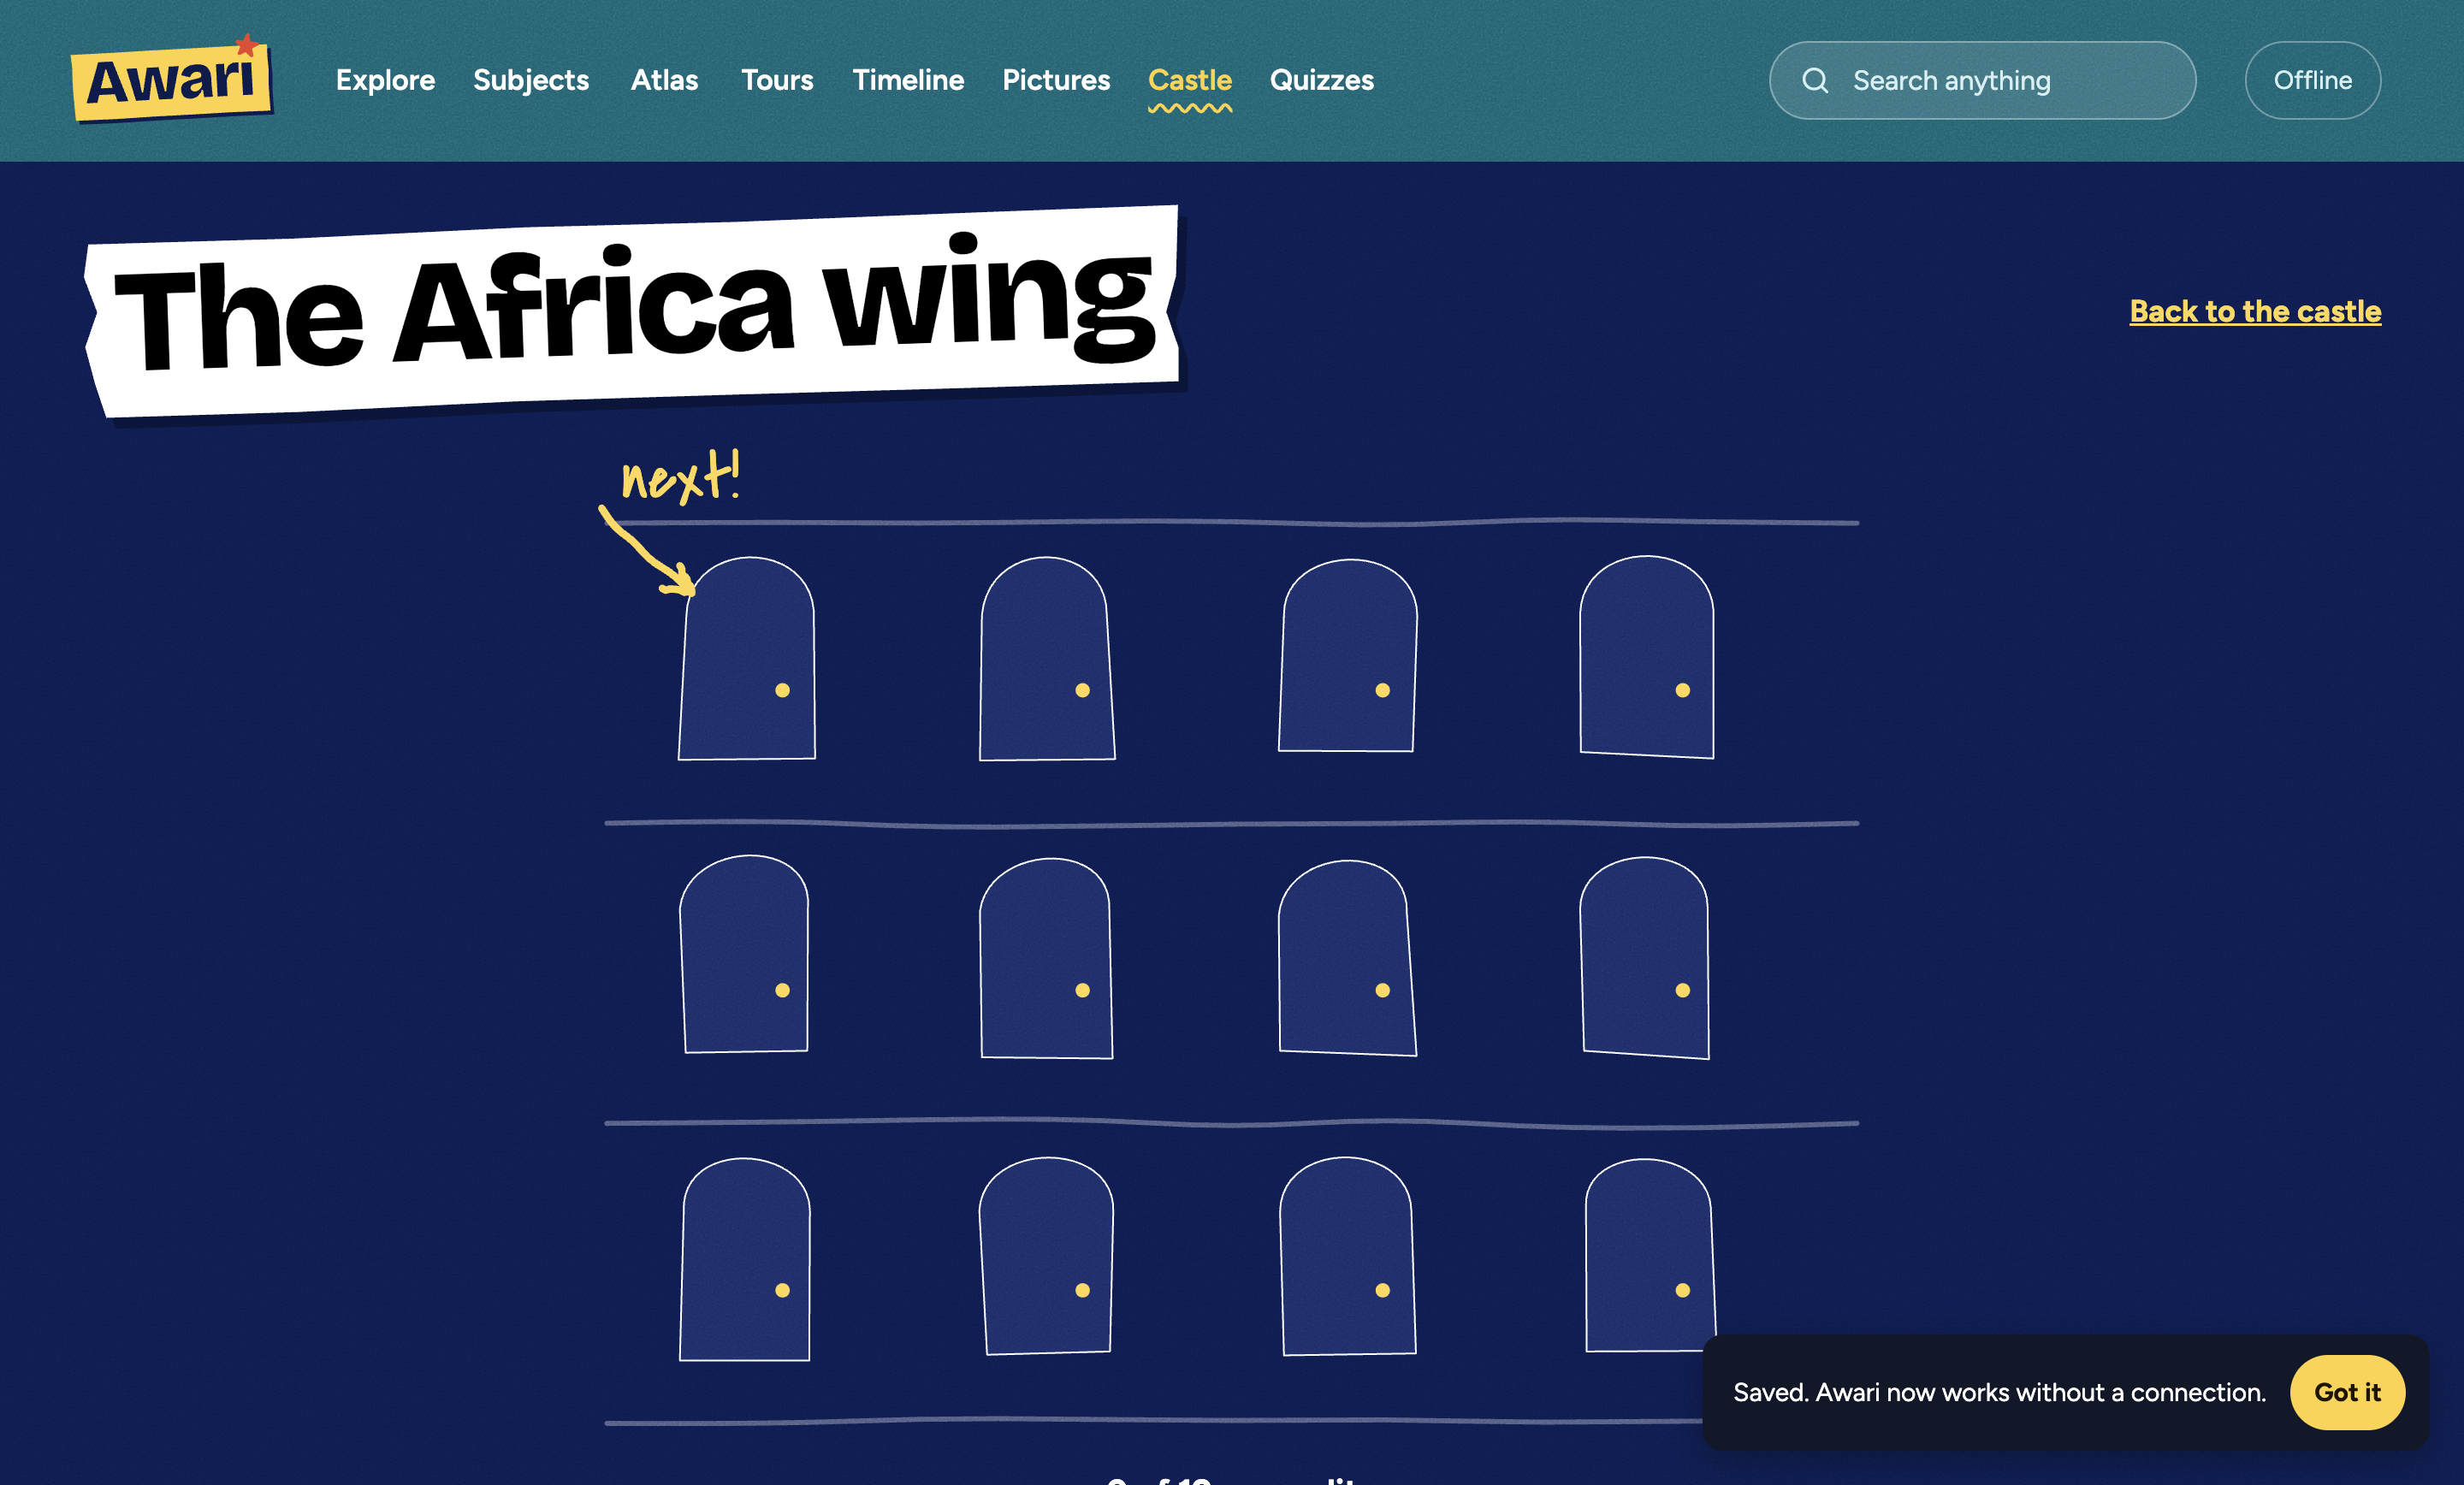 Awari
Explore Subjects Atlas Tours Timeline Pictures Castle Quizzes
Search anything
Offline
The Africa wing
Back to the castle
next!
Saved. Awari now works without a connection.
Got it